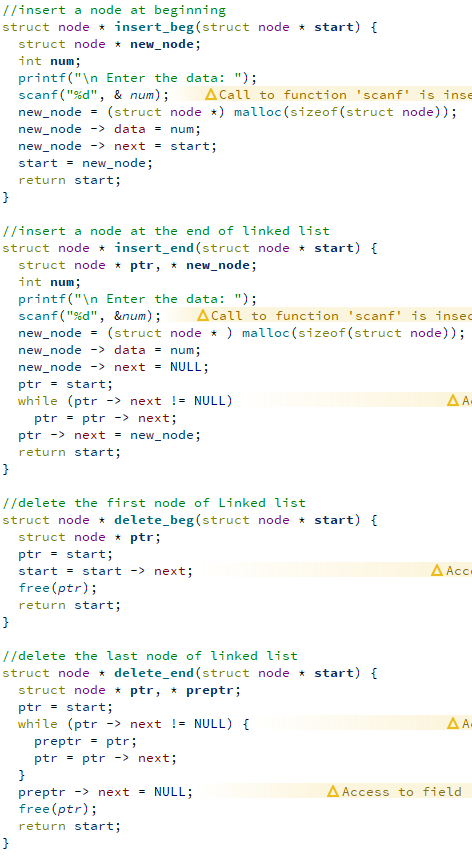 //insert a node at beginning
struct node * insert_beg(struct node * start) {
struct node * new_node;
int num;
printf("\n Enter the data: ");
scanf("%d", & num); Call to function 'scanf' is
new_node = (struct node *) malloc(sizeof(struct node));
new_node -> data = num;
new_node -> next = start;
start = new_node;
return start;
}
//insert a node at the end of linked list
struct node * insert_end(struct node * start) {
struct node * ptr, * new_node;
int num;
printf("\n Enter the data: ");
scanf("%d", &num); Call to function 'scanf' is
new_node = (struct node * ) malloc(sizeof(struct node));
new_node -> data = num;
new_node -> next = NULL;
ptr = start;
while (ptr -> next != NULL)
ptr = ptr -> next;
ptr -> next = new_node;
return start;
}
//delete the first node of Linked list
struct node * delete_beg(struct node * start) {
struct node * ptr;
ptr = start;
start = start -> next;
free(ptr);
return start;
}
//delete the last node of linked list
struct node * delete_end(struct node * start) {
struct node * ptr, * preptr;
ptr = start;
while (ptr -> next != NULL) {
preptr = ptr;
ptr = ptr -> next;
}
preptr -> next = NULL; Access to field
free(ptr);
return start;
}